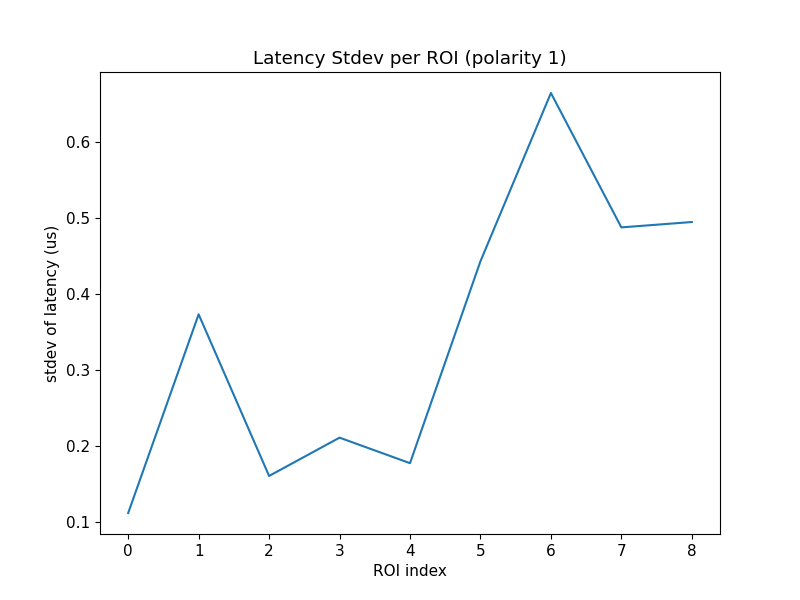 Latency Stdev per ROI (polarity 1)
stdev of latency (us)
0.6
0.5
0.4
0.3
0.2
0.1
0 1 2 3 4 5 6 7 8
ROI index